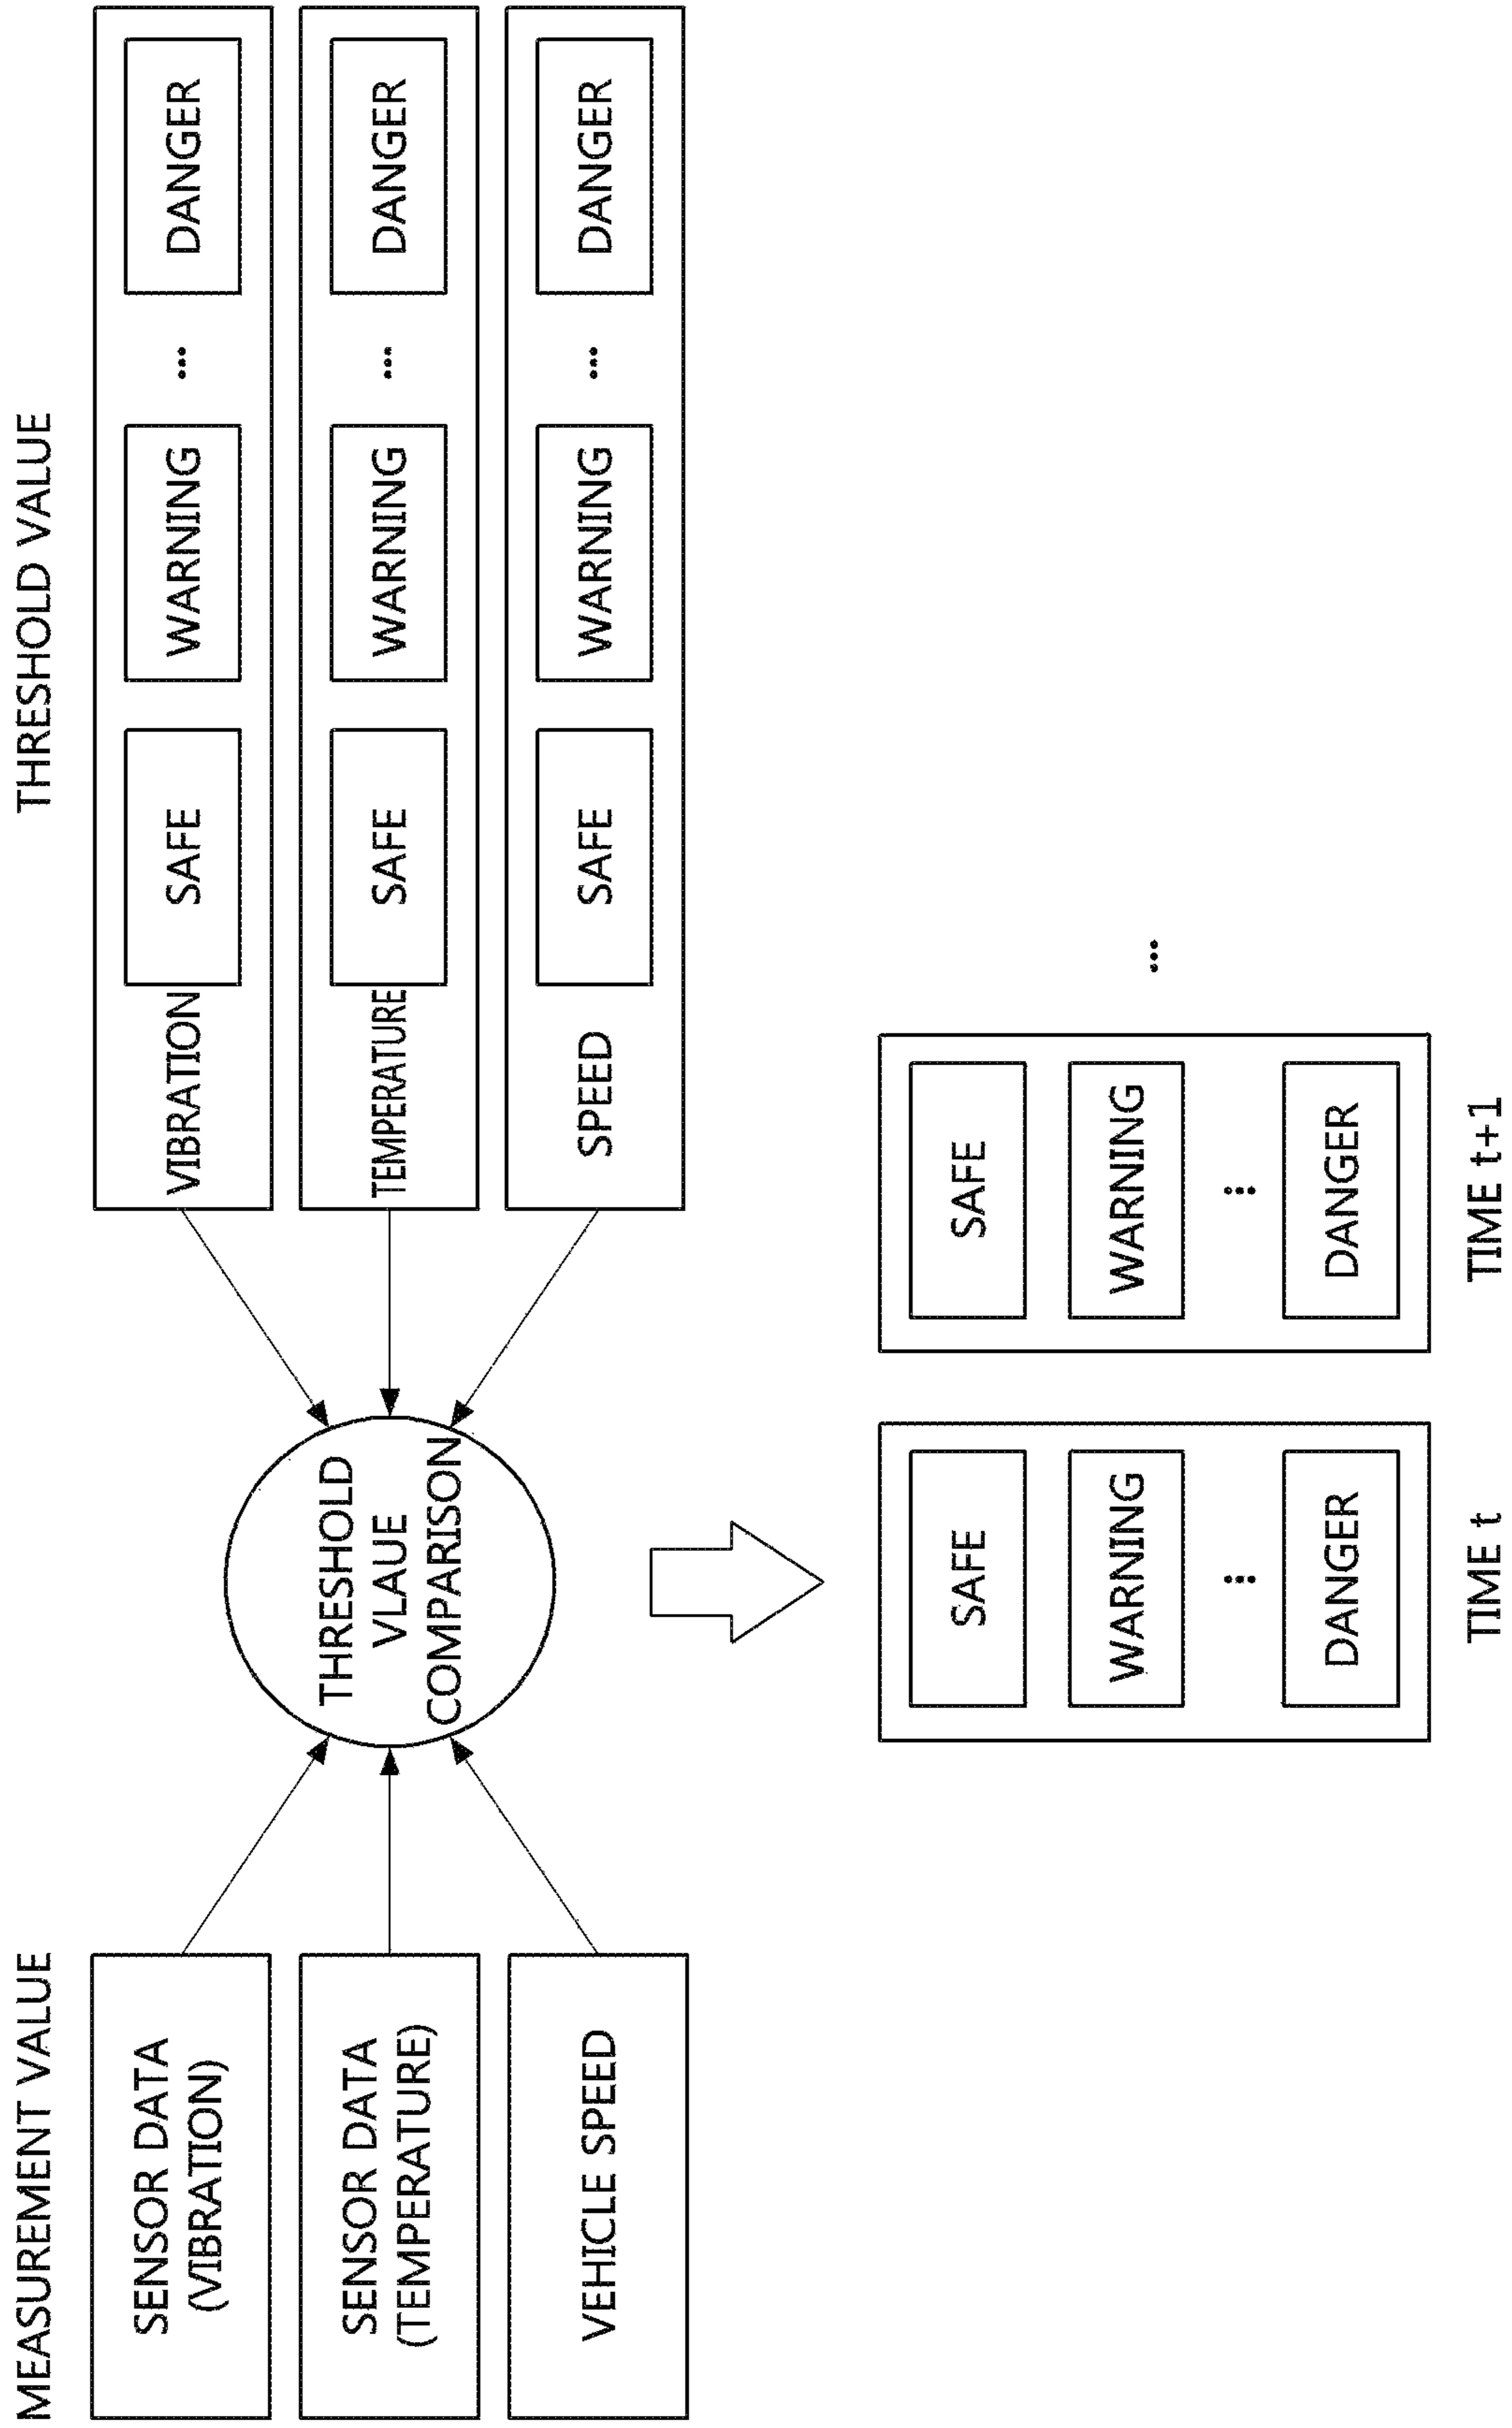 MEASUREMENT VALUE
THRESHOLD VALUE
SENSOR DATA
(VIBRATION)
SENSOR DATA
(TEMPERATURE)
VEHICLE SPEED
THRESHOLD
VLAUE
COMPARISON
VIBRATION SAFE WARNING ... DANGER
TEMPERATURE SAFE WARNING ... DANGER
SPEED SAFE WARNING ... DANGER
SAFE
WARNING
...
DANGER
TIME t
SAFE
WARNING
...
DANGER
TIME t+1
...